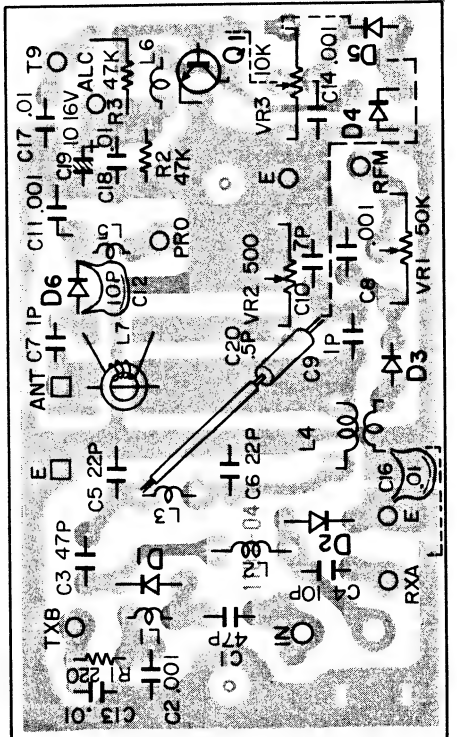 T9
ALC
47K
R3
L6
Q1
10K
VR3
C14 .001
D5
D4
C17 .01
C19 10 16V
C18 .01
R2
47K
C11 .001
E
RFM
PRO
L5
D6
10P
C12
VR2 500
C10 7P
.001
C8
VR1 50K
ANT C7 1P
L7
C20
.5P
C9
1P
D3
E
C5 22P
L3
C6 22P
L4
C16
.01
E
C3 47P
D1
L2
04
D2
C4
10P
RXA
TXB
L1
C1
47P
IN
R1
220
C13 .01
C2 .001